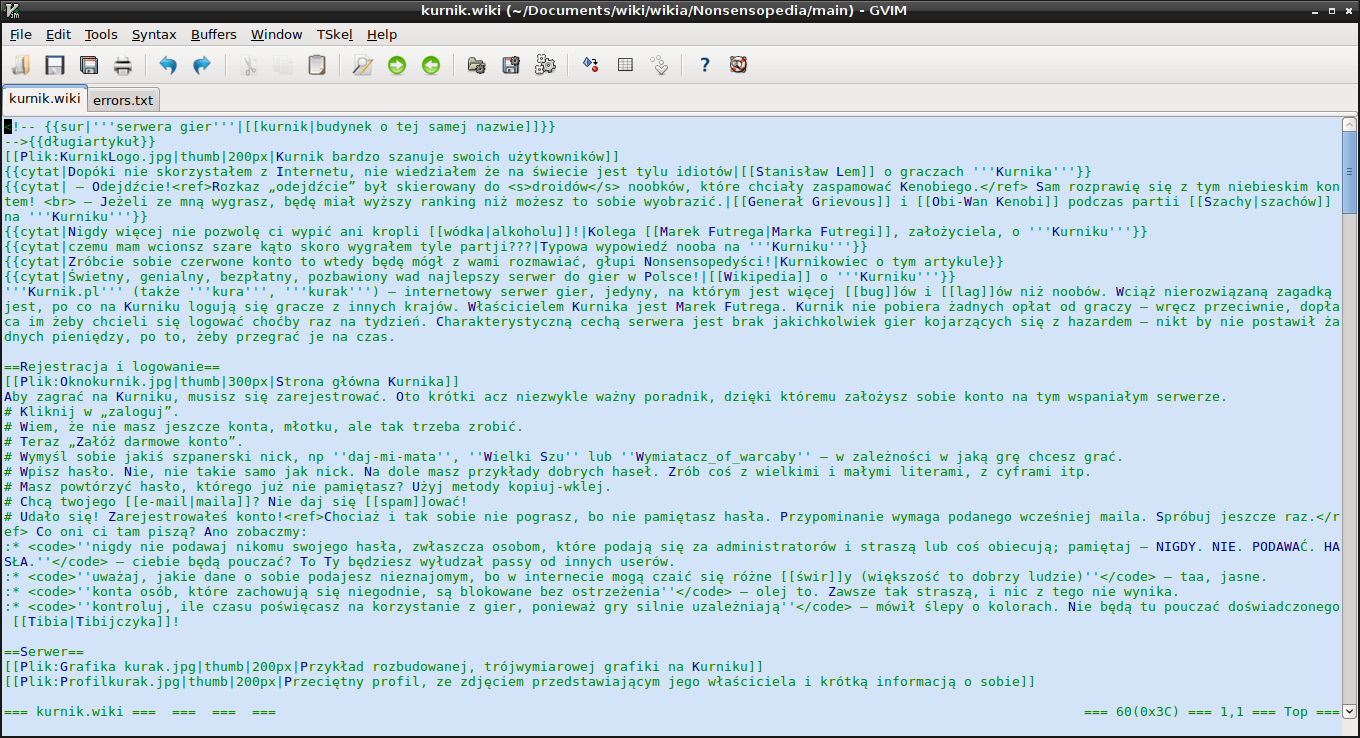 kurnik.wiki (~/Documents/wiki/wikia/Nonsensopedia/main) - GVIM
File Edit Tools Syntax Buffers Window TSkel Help
kurnik.wiki errors.txt
<!-- {{sur|'''serwera gier'''|[[kurnik|budynek o tej samej nazwie]]}}
-->{{długiartykuł}}
[[Plik:KurnikLogo.jpg|thumb|200px|Kurnik bardzo szanuje swoich użytkowników]]
{{cytat|Dopóki nie skorzystałem z Internetu, nie wiedziałem że na świecie jest tylu idiotów|[[Stanisław Lem]] o graczach '''Kurnika'''}}
{{cytat| – Odejdźcie!<ref>Rozkaz „odejdźcie” był skierowany do <s>droidów</s> noobków, które chciały zaspamować Kenobiego.</ref> Sam rozprawię się z tym niebieskim kon
tem! <br> – Jeżeli ze mną wygrasz, będę miał wyższy ranking niż możesz to sobie wyobrazić.|[[Generał Grievous]] i [[Obi-Wan Kenobi]] podczas partii [[Szachy|szachów]]
na '''Kurniku'''}}
{{cytat|Nigdy więcej nie pozwolę ci wypić ani kropli [[wódka|alkoholu]]!|Kolega [[Marek Futrega|Marka Futregi]], założyciela, o '''Kurniku'''}}
{{cytat|czemu mam wcionsz szare kąto skoro wygrałem tyle partji???|Typowa wypowiedź nooba na '''Kurniku'''}}
{{cytat|Zróbcie sobie czerwone konto to wtedy będę mógł z wami rozmawiać, głupi Nonsensopedyści!|Kurnikowiec o tym artykule}}
{{cytat|Świetny, genialny, bezpłatny, pozbawiony wad najlepszy serwer do gier w Polsce!|[[Wikipedia]] o '''Kurniku'''}}
'''Kurnik.pl''' (także '''kura''', '''kurak''') – internetowy serwer gier, jedyny, na którym jest więcej [[bug]]ów i [[lag]]ów niż noobów. Wciąż nierozwiązaną zagadką
jest, po co na Kurniku logują się gracze z innych krajów. Właścicielem Kurnika jest Marek Futrega. Kurnik nie pobiera żadnych opłat od graczy – wręcz przeciwnie, dopła
ca im żeby chcieli się logować choćby raz na tydzień. Charakterystyczną cechą serwera jest brak jakichkolwiek gier kojarzących się z hazardem – nikt by nie postawił ża
dnych pieniędzy, po to, żeby przegrać je na czas.
==Rejestracja i logowanie==
[[Plik:Oknokurnik.jpg|thumb|300px|Strona główna Kurnika]]
Aby zagrać na Kurniku, musisz się zarejestrować. Oto krótki acz niezwykle ważny poradnik, dzięki któremu założysz sobie konto na tym wspaniałym serwerze.
# Kliknij w „zaloguj”.
# Wiem, że nie masz jeszcze konta, młotku, ale tak trzeba zrobić.
# Teraz „Załóż darmowe konto”.
# Wymyśl sobie jakiś szpanerski nick, np ''daj-mi-mata'', ''Wielki Szu'' lub ''Wymiatacz_of_warcaby'' – w zależności w jaką grę chcesz grać.
# Wpisz hasło. Nie, nie takie samo jak nick. Na dole masz przykłady dobrych haseł. Zrób coś z wielkimi i małymi literami, z cyframi itp.
# Masz powtórzyć hasło, którego już nie pamiętasz? Użyj metody kopiuj-wklej.
# Chcą twojego [[e-mail|maila]]? Nie daj się [[spam]]ować!
# Udało się! Zarejestrowałeś konto!<ref>Chociaż i tak sobie nie pograsz, bo nie pamiętasz hasła. Przypominanie wymaga podanego wcześniej maila. Spróbuj jeszcze raz.</r
ef> Co oni ci tam piszą? Ano zobaczmy:
:* <code>''nigdy nie podawaj nikomu swojego hasła, zwłaszcza osobom, które podają się za administratorów i straszą lub coś obiecują; pamiętaj – NIGDY. NIE. PODAWAĆ. HA
SŁA.''</code> – ciebie będą pouczać? To Ty będziesz wyłudzał passy od innych userów.
:* <code>''uważaj, jakie dane o sobie podajesz nieznajomym, bo w internecie mogą czaić się różne [[świr]]y (większość to dobrzy ludzie)''</code> – taa, jasne.
:* <code>''konta osób, które zachowują się niegodnie, są blokowane bez ostrzeżenia''</code> – olej to. Zawsze tak straszą, i nic z tego nie wynika.
:* <code>''kontroluj, ile czasu poświęcasz na korzystanie z gier, ponieważ gry silnie uzależniają''</code> – mówił ślepy o kolorach. Nie będą tu pouczać doświadczonego
[[Tibia|Tibijczyka]]!
==Serwer==
[[Plik:Grafika kurak.jpg|thumb|200px|Przykład rozbudowanej, trójwymiarowej grafiki na Kurniku]]
[[Plik:Profilkurak.jpg|thumb|200px|Przeciętny profil, ze zdjęciem przedstawiającym jego właściciela i krótką informacją o sobie]]
=== kurnik.wiki === === === === === 60(0x3C) === 1,1 === Top ===